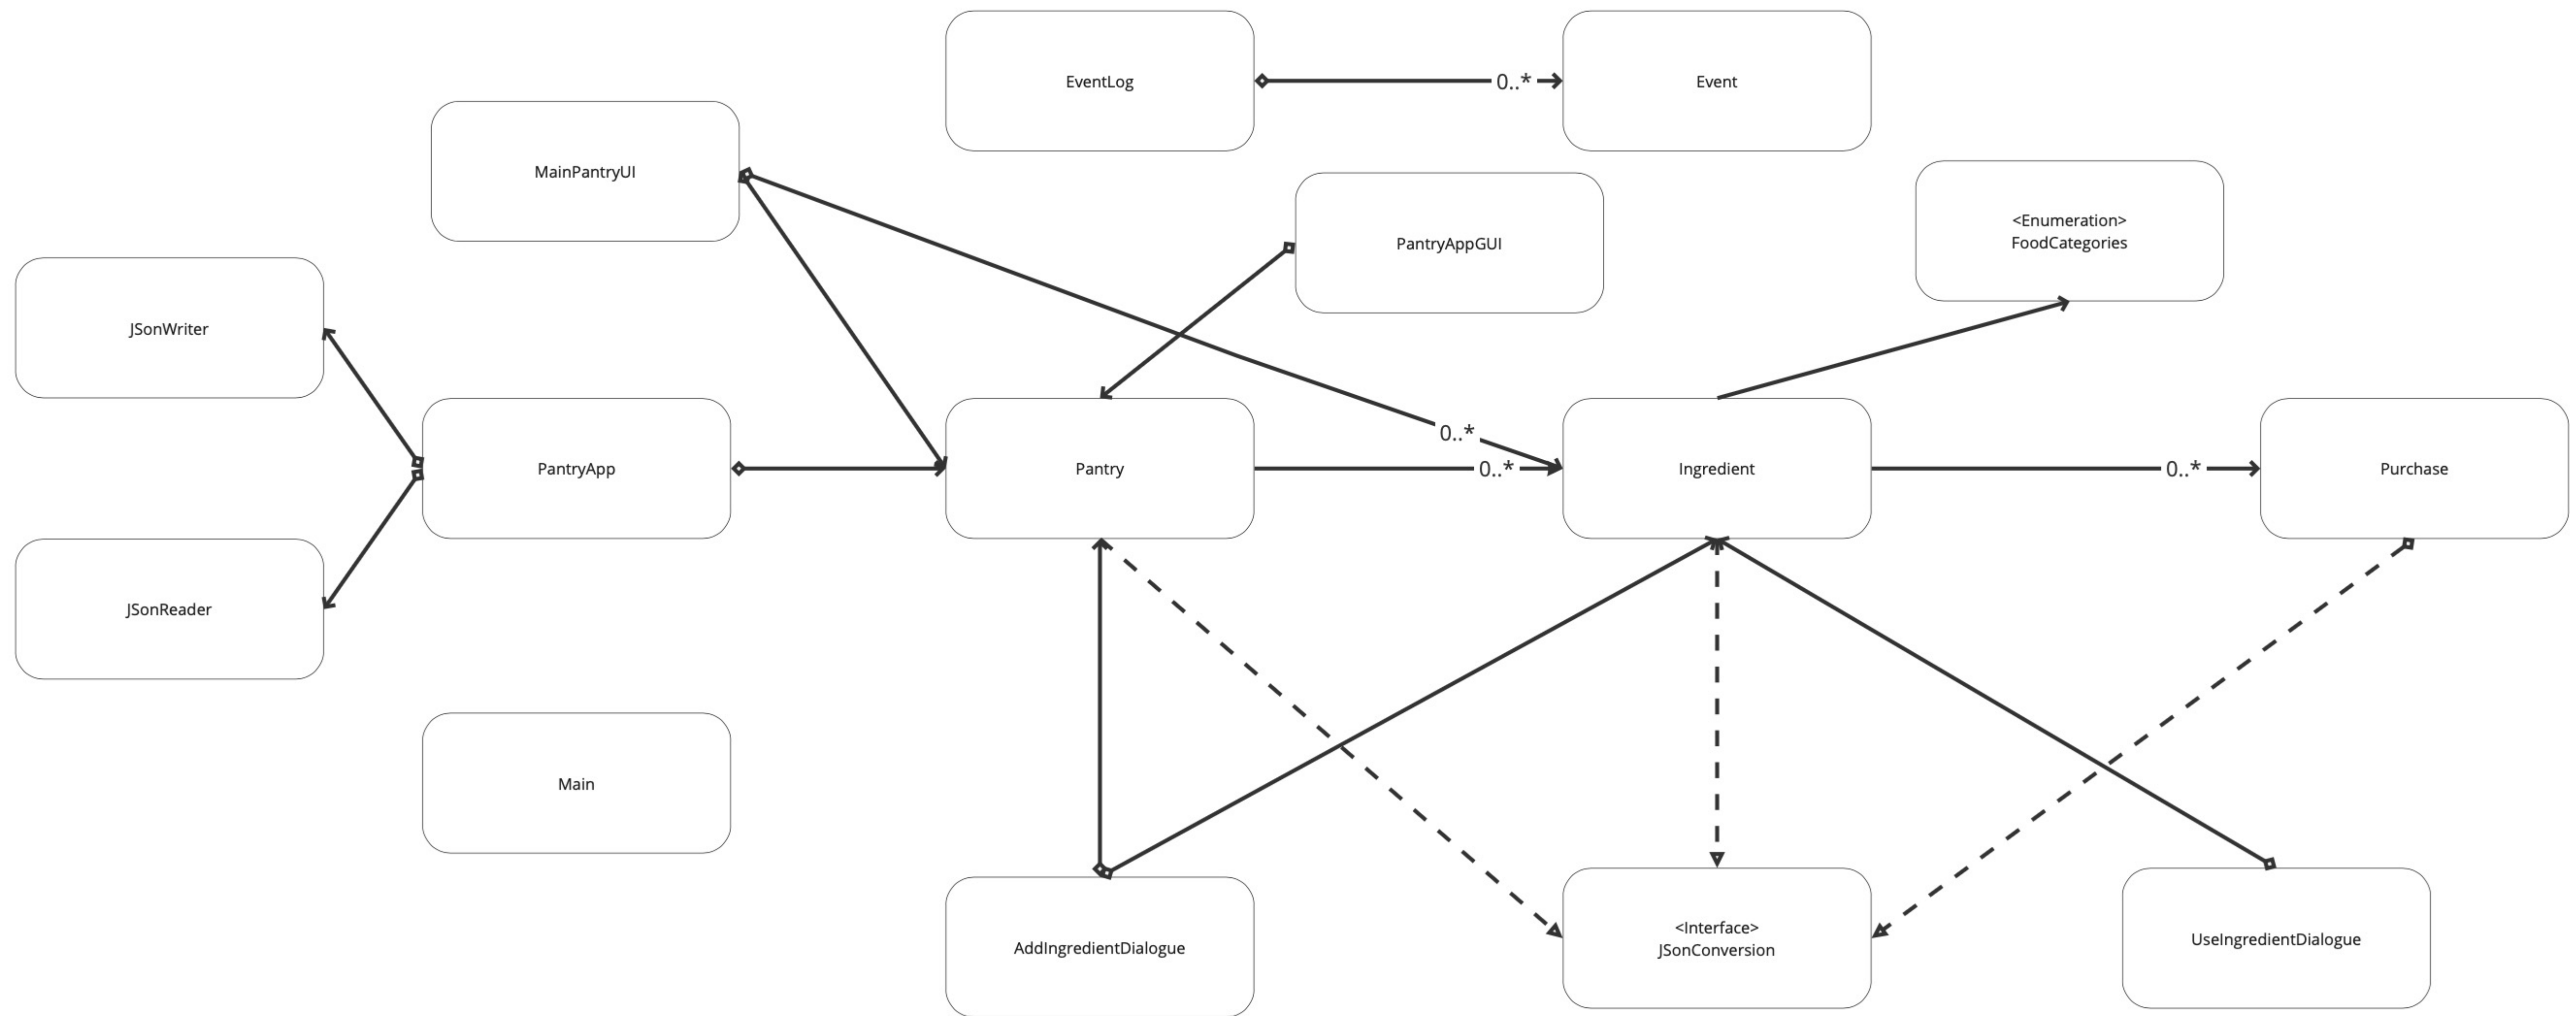 EventLog
0..*
Event
MainPantryUI
<Enumeration>
FoodCategories
PantryAppGUI
JSonWriter
0..*
PantryApp
Pantry
0..*
Ingredient
0..*
Purchase
JSonReader
Main
AddIngredientDialogue
<Interface>
JSonConversion
UseIngredientDialogue